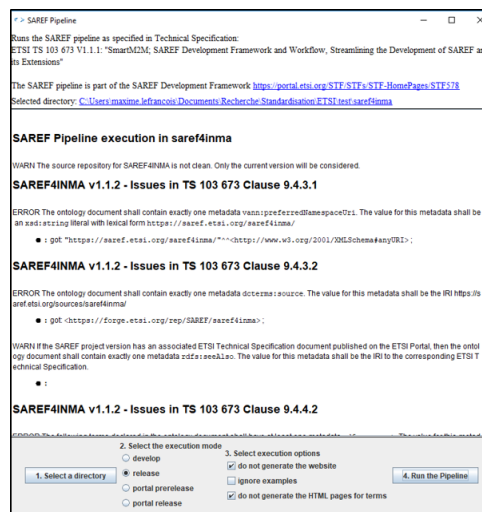 < > SAREF Pipeline
Runs the SAREF pipeline as specified in Technical Specification:
ETSI TS 103 673 V1.1.1: "SmartM2M; SAREF Development Framework and Workflow, Streamlining the Development of SAREF ar
its Extensions"
The SAREF pipeline is part of the SAREF Development Framework https://portal.etsi.org/STF/STFs/STF-HomePages/STF578
Selected directory: C:\Users\maxime.lefrancois\Documents\Recherche\Standardisation\ETSI\test\saref4inma
SAREF Pipeline execution in saref4inma
WARN The source repository for SAREF4INMA is not clean. Only the current version will be considered.
SAREF4INMA v1.1.2 - Issues in TS 103 673 Clause 9.4.3.1
ERROR The ontology document shall contain exactly one metadata vann:preferredNamespaceUri. The value for this metadata shall be
an xsd:string literal with lexical form https://saref.etsi.org/saref4inma/
● : got "https://saref.etsi.org/saref4inma/"^^<http://www.w3.org/2001/XMLSchema#anyURI>;
SAREF4INMA v1.1.2 - Issues in TS 103 673 Clause 9.4.3.2
ERROR The ontology document shall contain exactly one metadata dcterms:source. The value for this metadata shall be the IRI https://s
aref.etsi.org/sources/saref4inma/
● : got <https://forge.etsi.org/rep/SAREF/saref4inma>;
WARN If the SAREF project version has an associated ETSI Technical Specification document published on the ETSI Portal, then the ontol
ogy document shall contain exactly one metadata rdfs:seeAlso. The value for this metadata shall be the IRI to the corresponding ETSI T
echnical Specification.
● :
SAREF4INMA v1.1.2 - Issues in TS 103 673 Clause 9.4.4.2
1. Select a directory
2. Select the execution mode
develop
release
portal prerelease
portal release
3. Select execution options
do not generate the website
ignore examples
do not generate the HTML pages for terms
4. Run the Pipeline